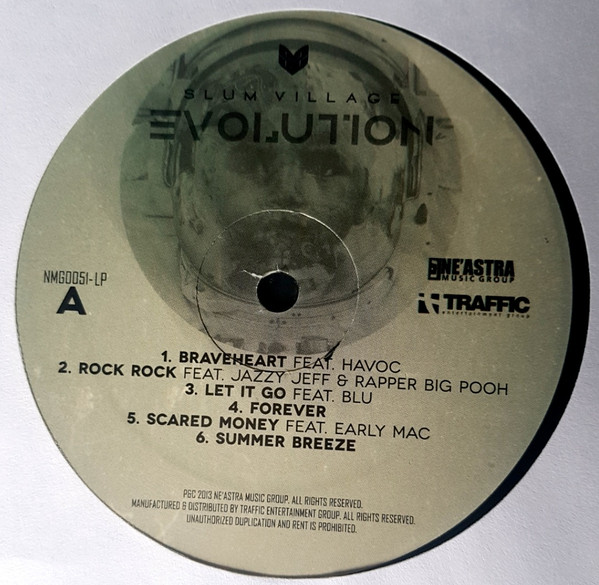 SLUM VILLAGE
EVOLUTION
NMG0051-LP
A
NE'ASTRA
MUSIC GROUP
TRAFFIC
entertainment group
1. BRAVEHEART FEAT. HAVOC
2. ROCK ROCK FEAT. JAZZY JEFF & RAPPER BIG POOH
3. LET IT GO FEAT. BLU
4. FOREVER
5. SCARED MONEY FEAT. EARLY MAC
6. SUMMER BREEZE
P&C 2013 NE'ASTRA MUSIC GROUP. ALL RIGHTS RESERVED.
MANUFACTURED & DISTRIBUTED BY TRAFFIC ENTERTAINMENT GROUP. ALL RIGHTS RESERVED.
UNAUTHORIZED DUPLICATION AND RENT IS PROHIBITED.